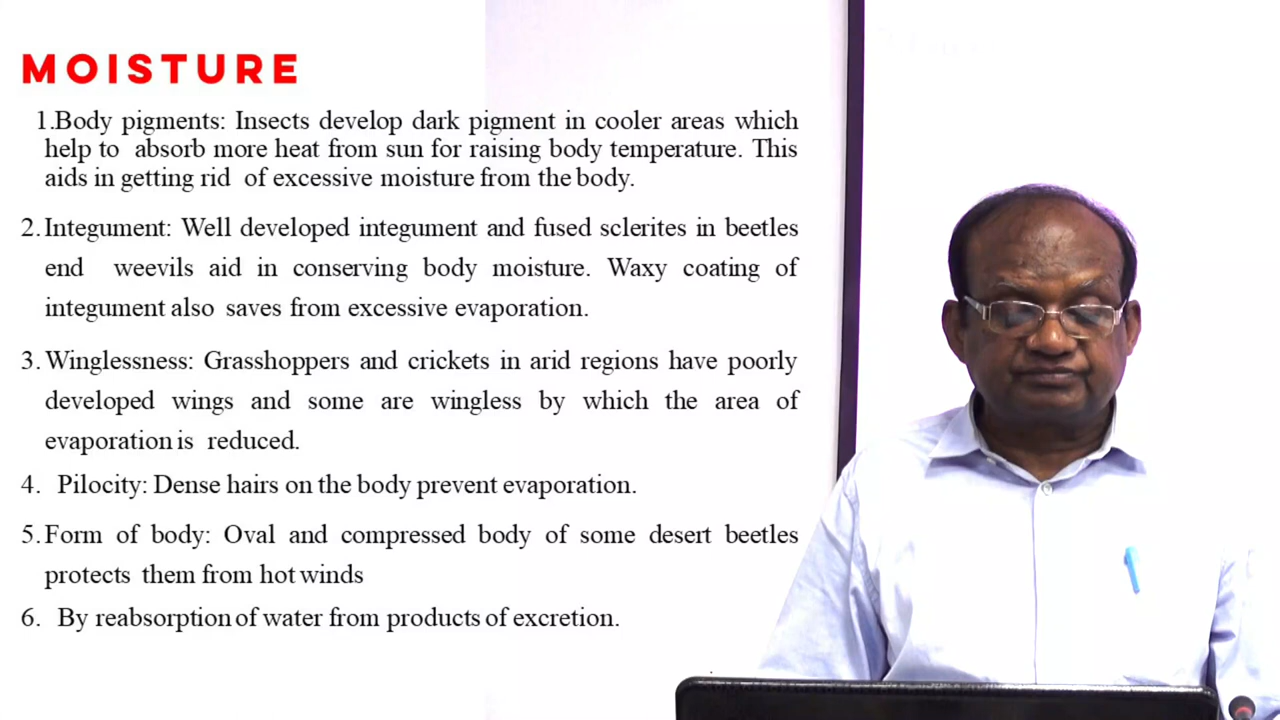 MOISTURE
1.Body pigments: Insects develop dark pigment in cooler areas which
help to absorb more heat from sun for raising body temperature. This
aids in getting rid of excessive moisture from the body.
2. Integument: Well developed integument and fused sclerites in beetles
end weevils aid in conserving body moisture. Waxy coating of
integument also saves from excessive evaporation.
3. Winglessness: Grasshoppers and crickets in arid regions have poorly
developed wings and some are wingless by which the area of
evaporation is reduced.
4. Pilocity: Dense hairs on the body prevent evaporation.
5. Form of body: Oval and compressed body of some desert beetles
protects them from hot winds
6. By reabsorption of water from products of excretion.